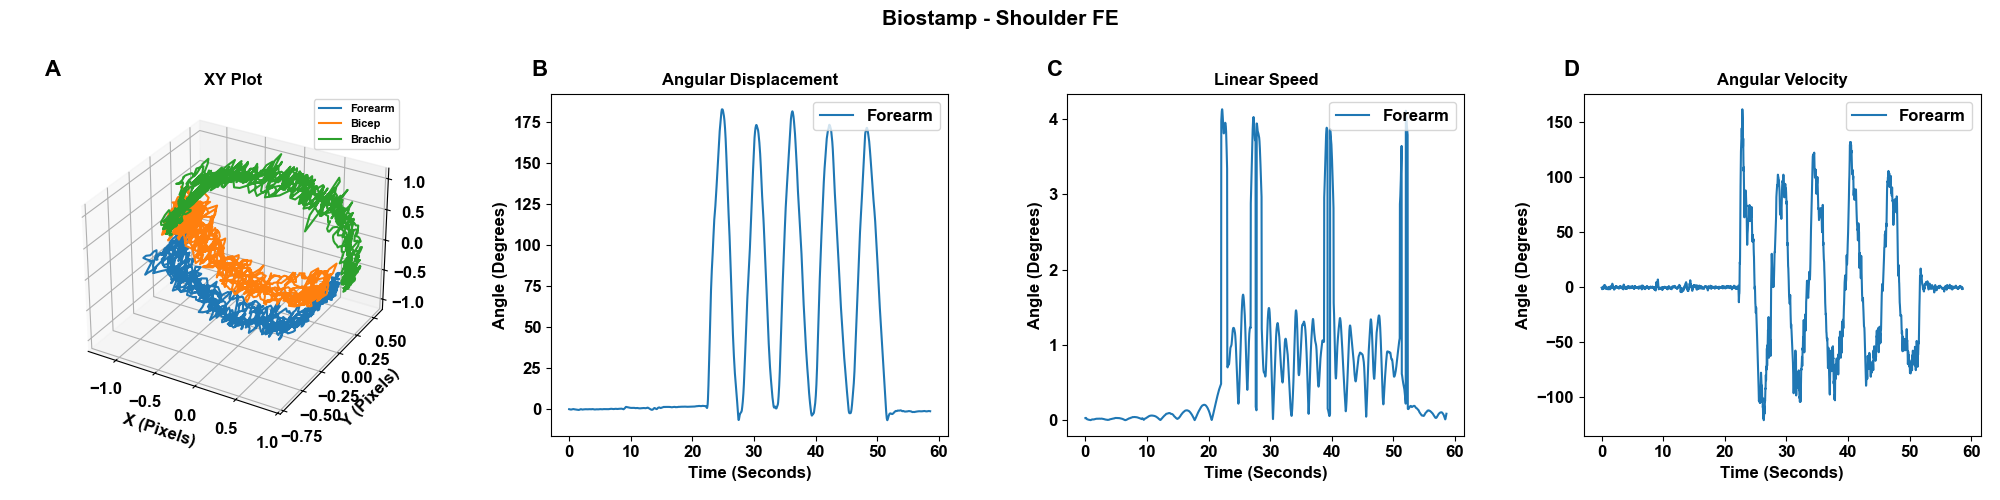 Biostamp - Shoulder FE
A
XY Plot
Forearm
Bicep
Brachio
1.0
0.5
0.0
−0.5
−1.0
0.50
0.25
0.00
−0.25
−0.50
−0.75
Y (Pixels)
−1.0
−0.5
0.0
0.5
1.0
X (Pixels)
B
Angular Displacement
Forearm
Angle (Degrees)
175
150
125
100
75
50
25
0
0 10 20 30 40 50 60
Time (Seconds)
C
Linear Speed
Forearm
Angle (Degrees)
4
3
2
1
0
0 10 20 30 40 50 60
Time (Seconds)
D
Angular Velocity
Forearm
Angle (Degrees)
150
100
50
0
−50
−100
0 10 20 30 40 50 60
Time (Seconds)